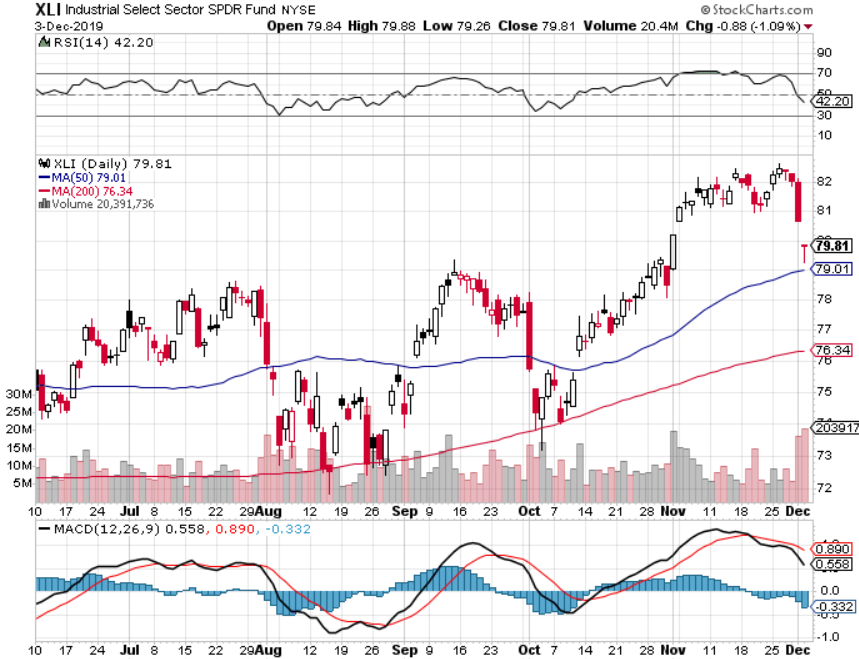 XLI Industrial Select Sector SPDR Fund NYSE © StockCharts.com
3-Dec-2019 Open 79.84 High 79.88 Low 79.26 Close 79.81 Volume 20.4M Chg -0.88 (-1.09%)
RSI(14) 42.20
90
70
50
42.20
30
10
XLI (Daily) 79.81
MA(50) 79.01
MA(200) 76.34
Volume 20,391,736
82
81
79.81
79.01
78
77
76.34
76
75
203917
73
72
30M
25M
20M
15M
10M
5M
10 17 24 Jul 8 15 22 29 Aug 12 19 26 Sep 9 16 23 Oct 7 14 21 28 Nov 11 18 25 Dec
MACD(12,26,9) 0.558, 0.890, -0.332
0.890
0.558
0.0
-0.332
-1.0
10 17 24 Jul 8 15 22 29 Aug 12 19 26 Sep 9 16 23 Oct 7 14 21 28 Nov 11 18 25 Dec